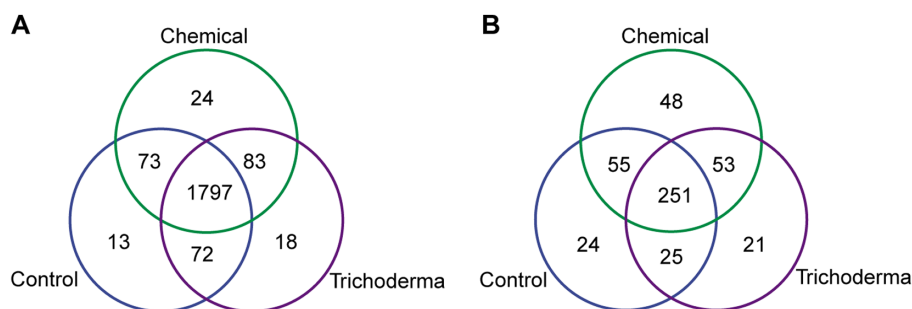 A
Chemical
24
73
83
1797
13
72
18
Control
Trichoderma
B
Chemical
48
55
53
251
24
25
21
Control
Trichoderma